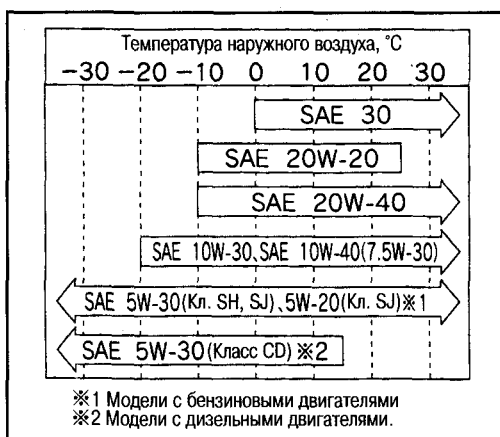 Температура наружного воздуха, °C
−30 −20 −10 0 10 20 30
SAE 30
SAE 20W-20
SAE 20W-40
SAE 10W-30、SAE 10W-40(7.5W-30)
SAE 5W-30(Кл. SH, SJ)、5W-20(Кл. SJ)※1
SAE 5W-30(Класс CD) ※2
※1 Модели с бензиновыми двигателями
※2 Модели с дизельными двигателями.